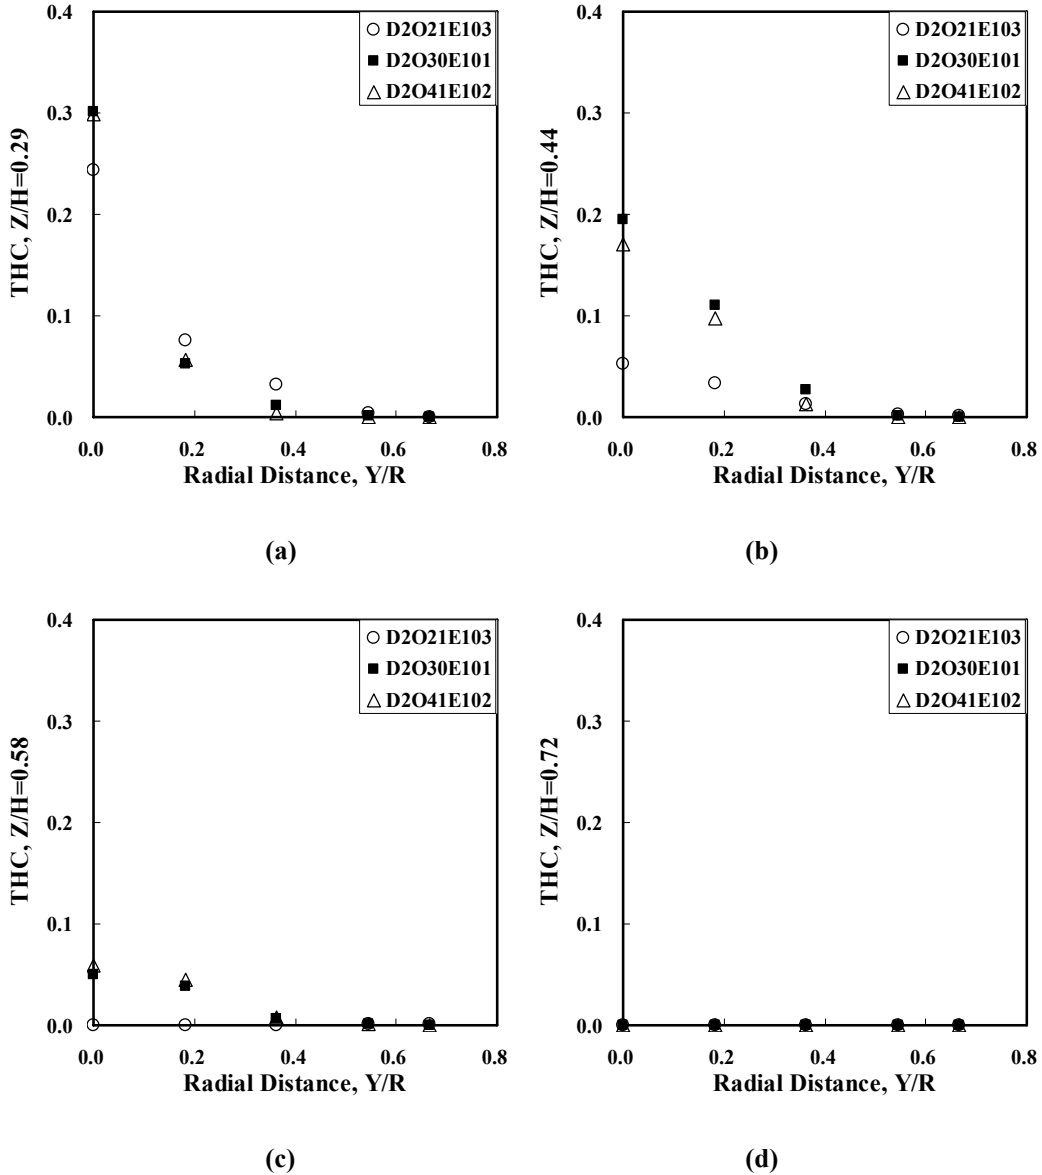 0.4
0.3
0.2
0.1
0.0
THC, Z/H=0.29
D2O21E103
D2O30E101
D2O41E102
0.0 0.2 0.4 0.6 0.8
Radial Distance, Y/R
(a)
0.4
0.3
0.2
0.1
0.0
THC, Z/H=0.44
D2O21E103
D2O30E101
D2O41E102
0.0 0.2 0.4 0.6 0.8
Radial Distance, Y/R
(b)
0.4
0.3
0.2
0.1
0.0
THC, Z/H=0.58
D2O21E103
D2O30E101
D2O41E102
0.0 0.2 0.4 0.6 0.8
Radial Distance, Y/R
(c)
0.4
0.3
0.2
0.1
0.0
THC, Z/H=0.72
D2O21E103
D2O30E101
D2O41E102
0.0 0.2 0.4 0.6 0.8
Radial Distance, Y/R
(d)